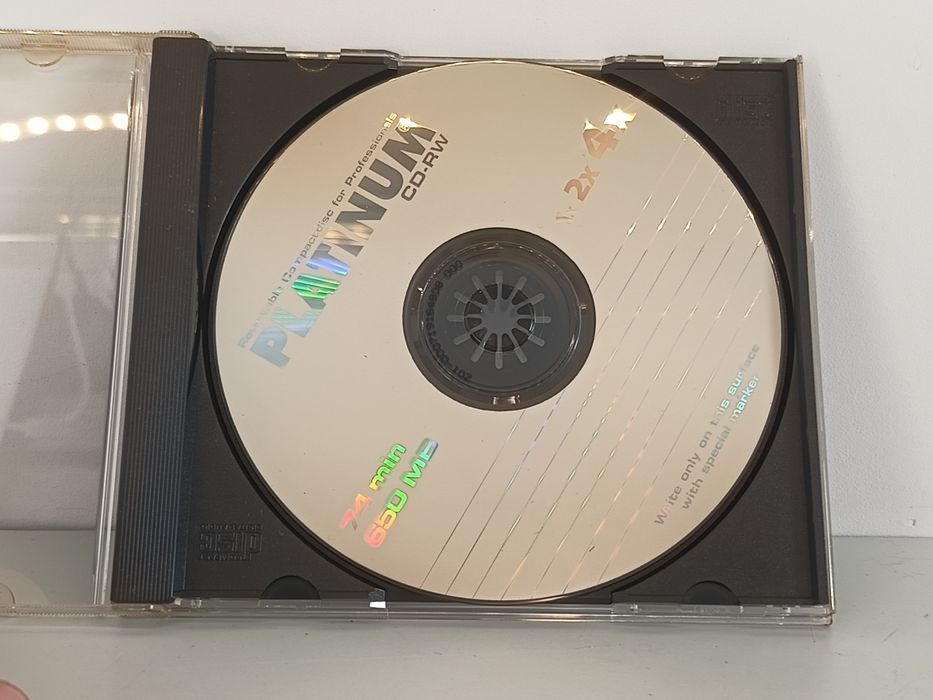 Rewritable Compactdisc for Professionals
PLATINUM®
CD-RW
1x 2x 4x
74 min
650 MB
Write only on this surface
with special marker